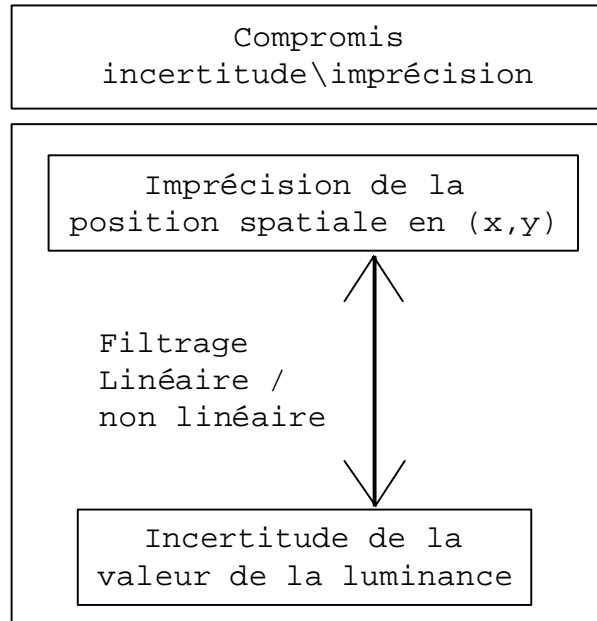 Compromis
incertitude\imprécision
Imprécision de la
position spatiale en (x,y)
Filtrage
Linéaire /
non linéaire
Incertitude de la
valeur de la luminance